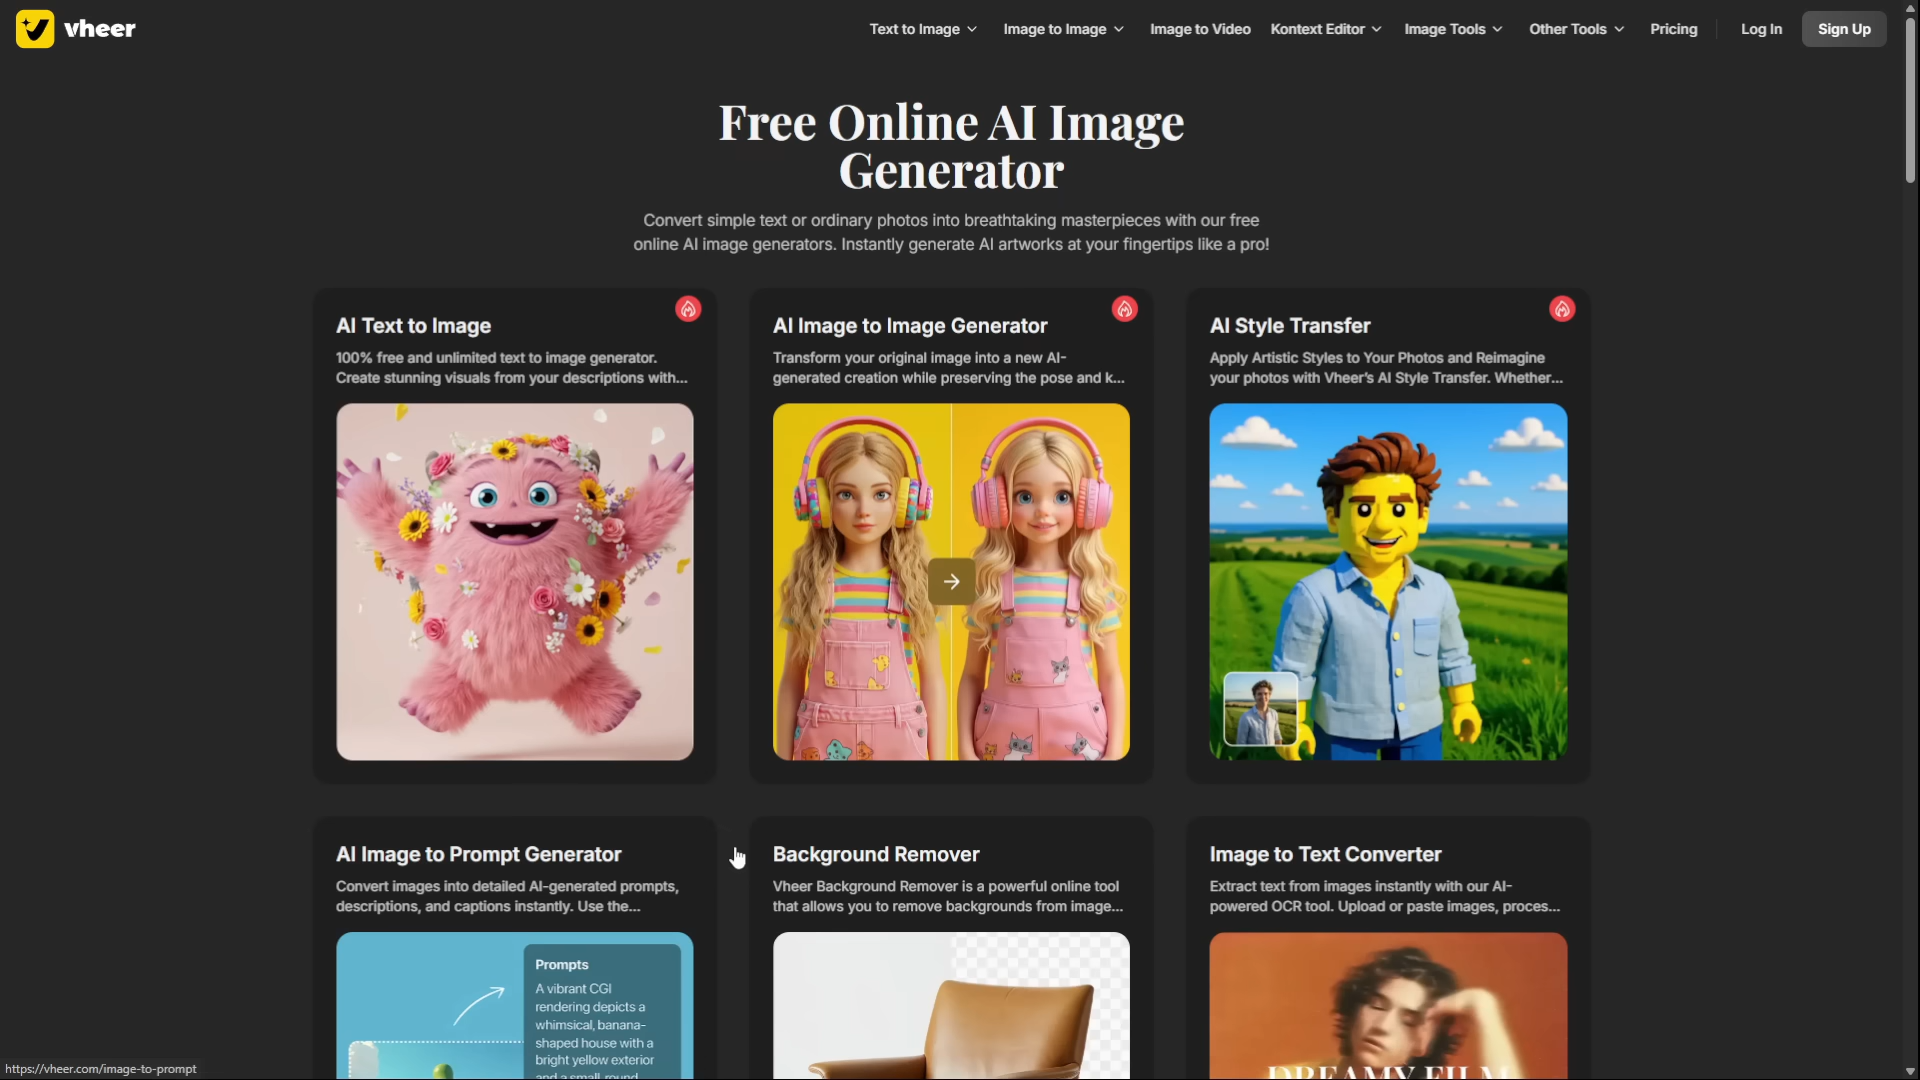 vheer
Text to Image
Image to Image
Image to Video
Kontext Editor
Image Tools
Other Tools
Pricing
Log In
Sign Up
Free Online AI Image
Generator
Convert simple text or ordinary photos into breathtaking masterpieces with our free
online AI image generators. Instantly generate AI artworks at your fingertips like a pro!
AI Text to Image
100% free and unlimited text to image generator.
Create stunning visuals from your descriptions with...
AI Image to Image Generator
Transform your original image into a new AI-
generated creation while preserving the pose and k...
AI Style Transfer
Apply Artistic Styles to Your Photos and Reimagine
your photos with Vheer’s AI Style Transfer. Whether...
AI Image to Prompt Generator
Convert images into detailed AI-generated prompts,
descriptions, and captions instantly. Use the...
Prompts
A vibrant CGI
rendering depicts a
whimsical, banana-
shaped house with a
bright yellow exterior
and a small, round
Background Remover
Vheer Background Remover is a powerful online tool
that allows you to remove backgrounds from image...
Image to Text Converter
Extract text from images instantly with our AI-
powered OCR tool. Upload or paste images, proces...
DREAMY FILM
https://vheer.com/image-to-prompt